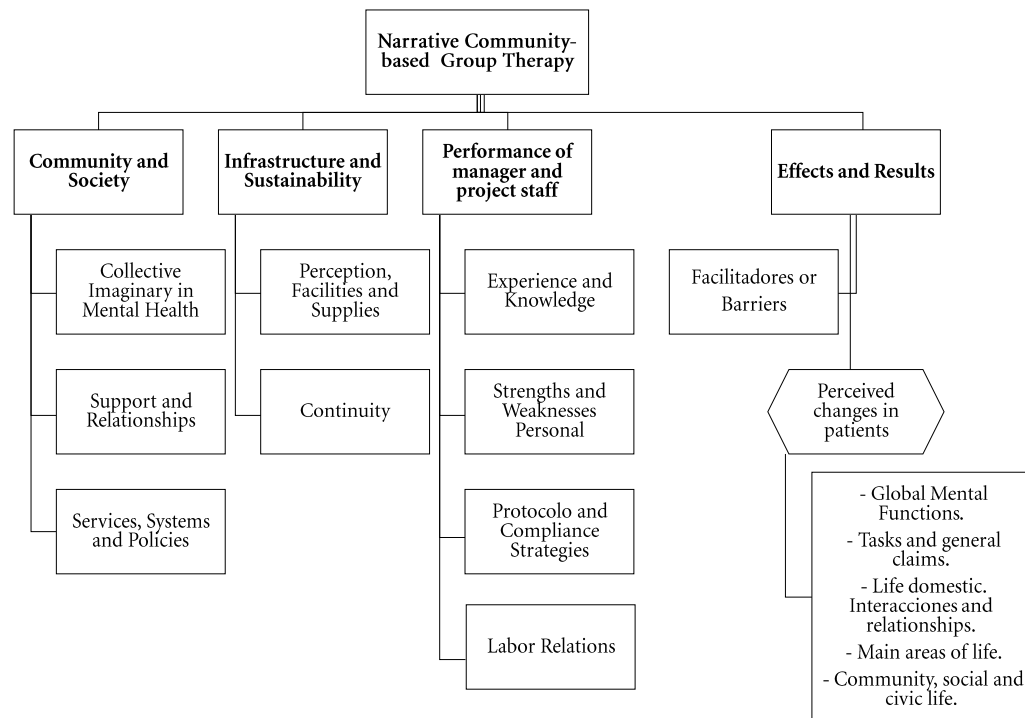 Narrative Community-
based Group Therapy
Community and
Society
Infrastructure and
Sustainability
Performance of
manager and
project staff
Effects and Results
Collective
Imaginary in
Mental Health
Support and
Relationships
Services, Systems
and Policies
Perception,
Facilities and
Supplies
Continuity
Experience and
Knowledge
Strengths and
Weaknesses
Personal
Protocolo and
Compliance
Strategies
Labor Relations
Facilitadores or
Barriers
Perceived
changes in
patients
- Global Mental
Functions.
- Tasks and general
claims.
- Life domestic.
Interacciones and
relationships.
- Main areas of life.
- Community, social and
civic life.